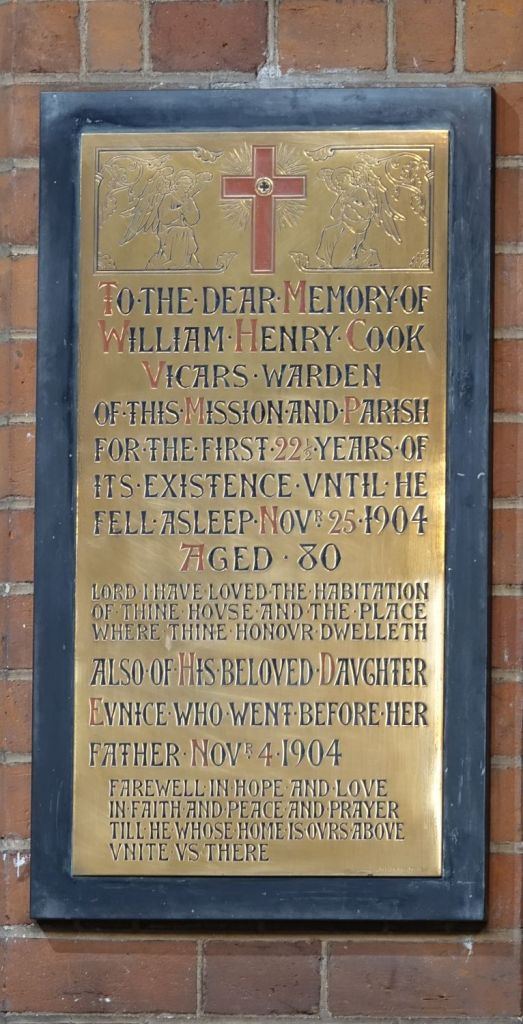 TO·THE·DEAR·MEMORY·OF
WILLIAM·HENRY·COOK
VICARS·WARDEN
OF·THIS·MISSION·AND·PARISH
FOR·THE·FIRST·22½·YEARS·OF
ITS·EXISTENCE·VNTIL·HE
FELL·ASLEEP·NOVR·25·1904
AGED·80
LORD·I·HAVE·LOVED·THE·HABITATION
OF·THINE·HOVSE·AND·THE·PLACE
WHERE·THINE·HONOVR·DWELLETH
ALSO·OF·HIS·BELOVED·DAVGHTER
EVNICE·WHO·WENT·BEFORE·HER
FATHER·NOVR·4·1904
FAREWELL·IN·HOPE·AND·LOVE
IN·FAITH·AND·PEACE·AND·PRAYER
TILL·HE·WHOSE·HOME·IS·OVRS·ABOVE
VNITE·VS·THERE